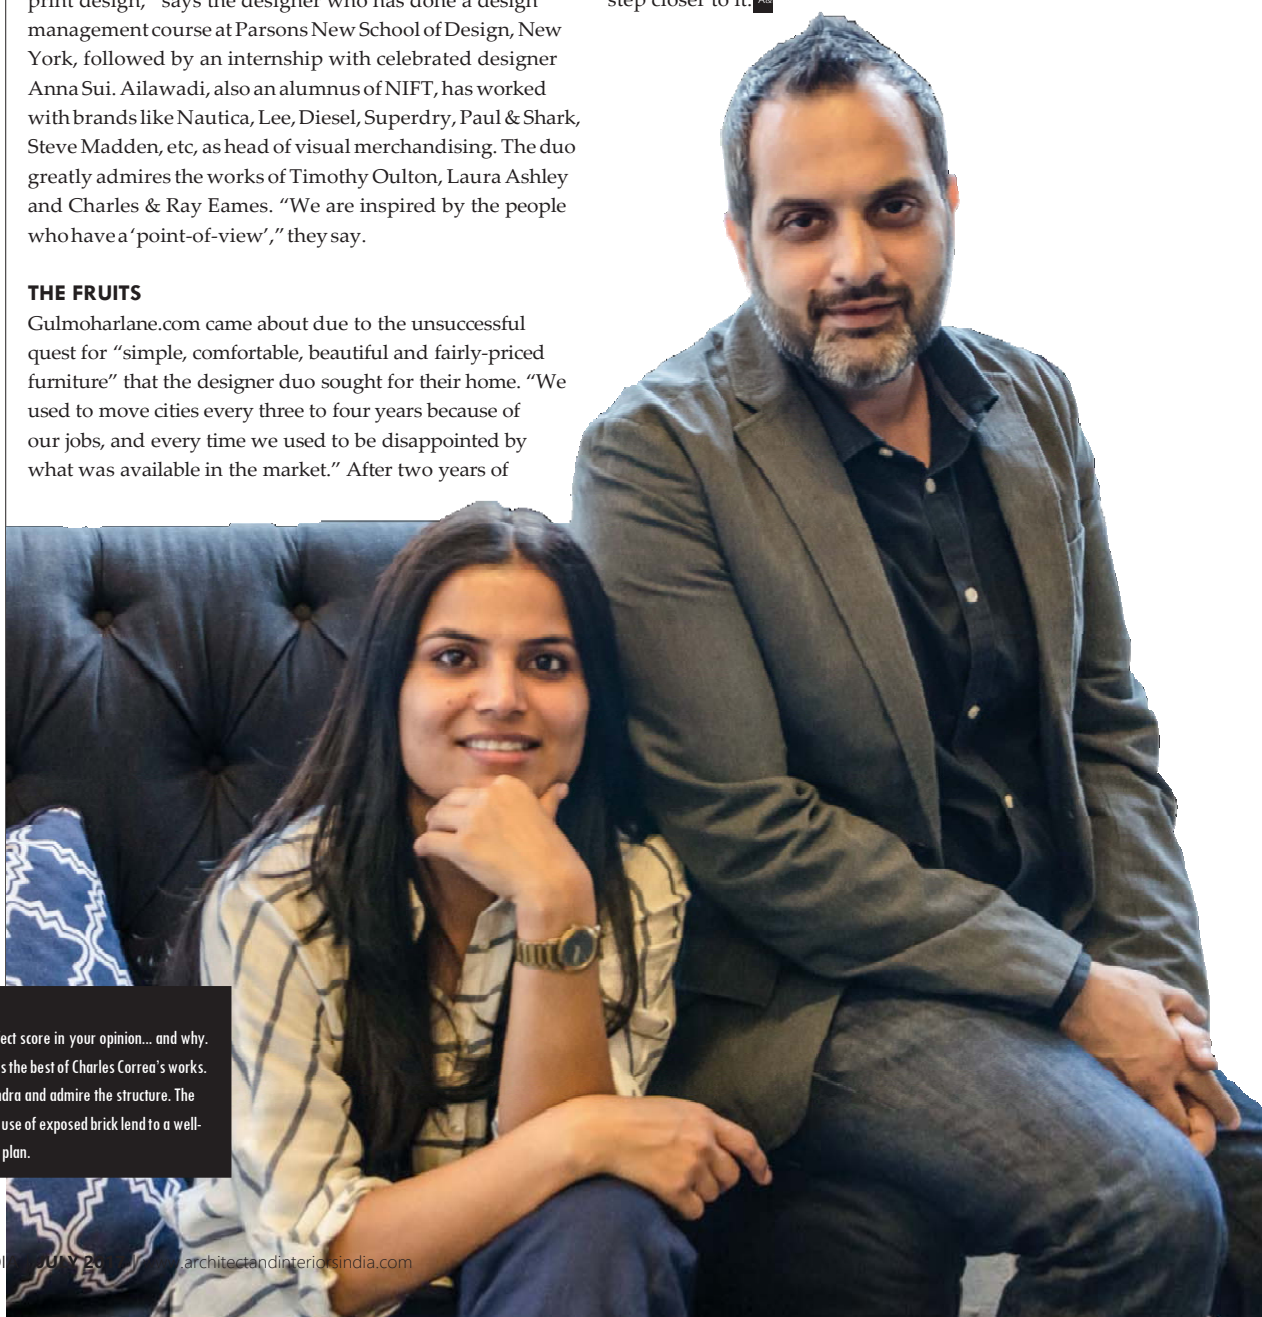 print design,” says the designer who has done a design
management course at Parsons New School of Design, New
York, followed by an internship with celebrated designer
Anna Sui. Ailawadi, also an alumnus of NIFT, has worked
with brands like Nautica, Lee, Diesel, Superdry, Paul & Shark,
Steve Madden, etc, as head of visual merchandising. The duo
greatly admires the works of Timothy Oulton, Laura Ashley
and Charles & Ray Eames. “We are inspired by the people
who have a ‘point-of-view’,” they say.
THE FRUITS
Gulmoharlane.com came about due to the unsuccessful
quest for “simple, comfortable, beautiful and fairly-priced
furniture” that the designer duo sought for their home. “We
used to move cities every three to four years because of
our jobs, and every time we used to be disappointed by
what was available in the market.” After two years of
step closer to it.
ect score in your opinion... and why.
s the best of Charles Correa’s works.
dra and admire the structure. The
use of exposed brick lend to a well-
plan.
JULY 20
.architectandinteriorsindia.com